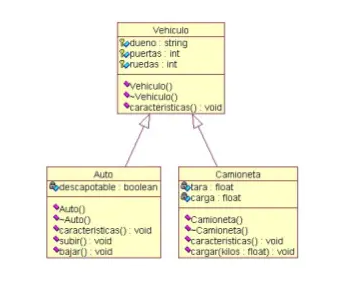 Vehiculo
dueno : string
puertas : int
ruedas : int
Vehiculo()
~Vehiculo()
caracteristicas() : void
Auto
descapotable : boolean
Auto()
~Auto()
caracteristicas() : void
subir() : void
bajar() : void
Camioneta
tara : float
carga : float
Camioneta()
~Camioneta()
caracteristicas() : void
cargar(kilos : float) : void